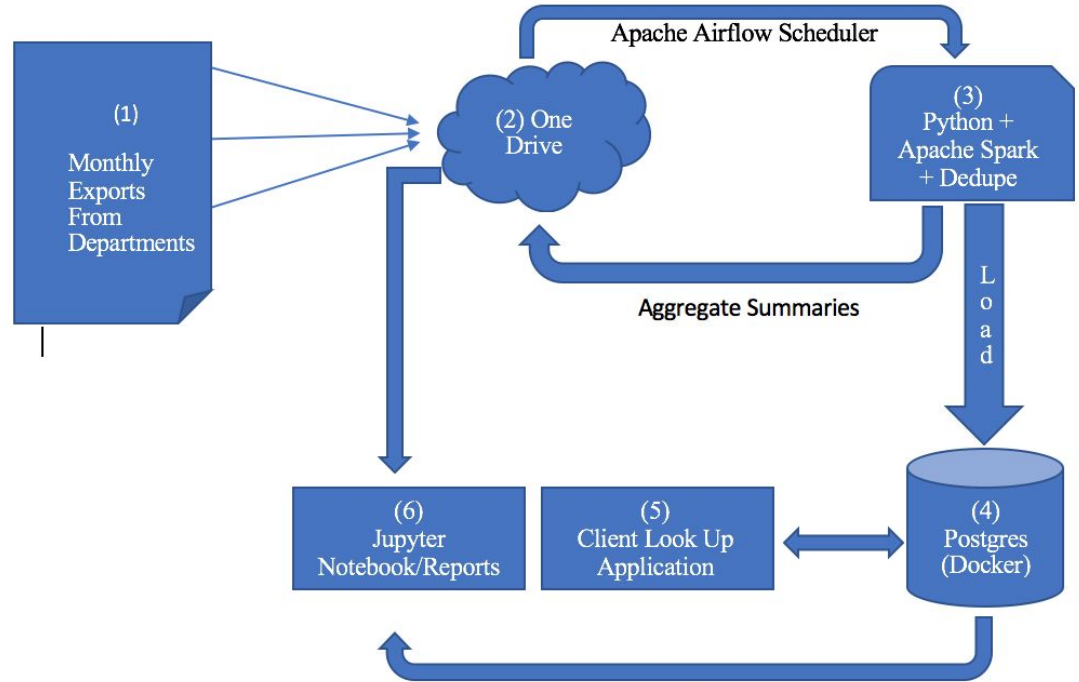 (1)
Monthly
Exports
From
Departments
(2) One
Drive
Apache Airflow Scheduler
(3)
Python +
Apache Spark
+ Dedupe
Aggregate Summaries
Load
(4)
Postgres
(Docker)
(5)
Client Look Up
Application
(6)
Jupyter
Notebook/Reports